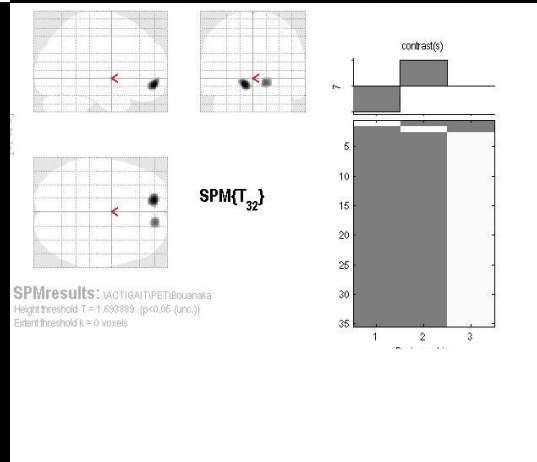 contrast(s)
7
SPM{T32}
5
10
15
20
25
30
35
1 2 3
SPMresults: .\ACTIGAIT\PET\Bouanaka
Height threshold T = 1.693889 (p<0.05 (unc.))
Extent threshold k = 0 voxels